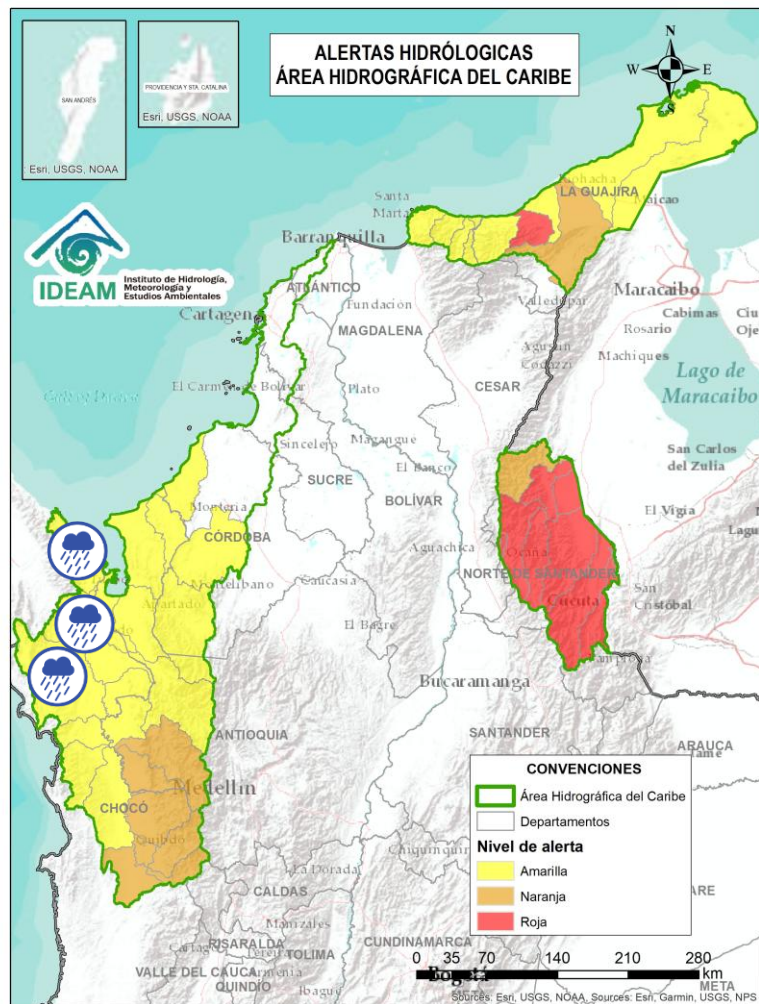 ALERTAS HIDRÓLOGICAS
ÁREA HIDROGRÁFICA DEL CARIBE
N
W E
S
SAN ANDRÉS
: Esri, USGS, NOAA
PROVIDENCIA Y STA. CATALINA
Esri, USGS, NOAA
IDEAM
Instituto de Hidrología,
Meteorología y
Estudios Ambientales
Santa
Marta
Barranquilla
LA GUAJIRA
Maicao
ATLÁNTICO
Cartagen
Fundación
MAGDALENA
Valledupar
Maracaibo
Cabimas
Rosario
Agustín
Codazzi
Machiques
Lago de
Maracaibo
El Carmen de Bolívar
Plato
CESAR
Sincelejo
Magangue
El Banco
SUCRE
BOLÍVAR
San Carlos
del Zulia
Montería
CÓRDOBA
El Vigía
Aguachica
Ocaña
NORTE DE SANTANDER
Cúcuta
San
Cristóbal
Montelíbano
Caucasia
Apartado
El Bagre
Pamplona
Bucaramanga
ANTIOQUIA
SANTANDER
ARAUCA
Medellín
CHOCÓ
Quibdó
Chiquinquir
La Dorada
CALDAS
Manizales
RISARALDA
TOLIMA
CUNDINAMARCA
VALLE DEL CAUCA
Armenia
QUINDÍO
Ibagué
Bogotá
META
CONVENCIONES
Área Hidrográfica del Caribe
Departamentos
Nivel de alerta
Amarilla
Naranja
Roja
0 35 70 140 210 280
km
Sources: Esri, USGS, NOAA, Sources: Esri, Garmin, USGS, NPS